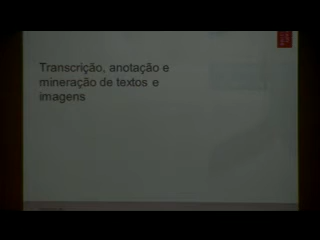 Transcrição, anotação e
mineração de textos e
imagens